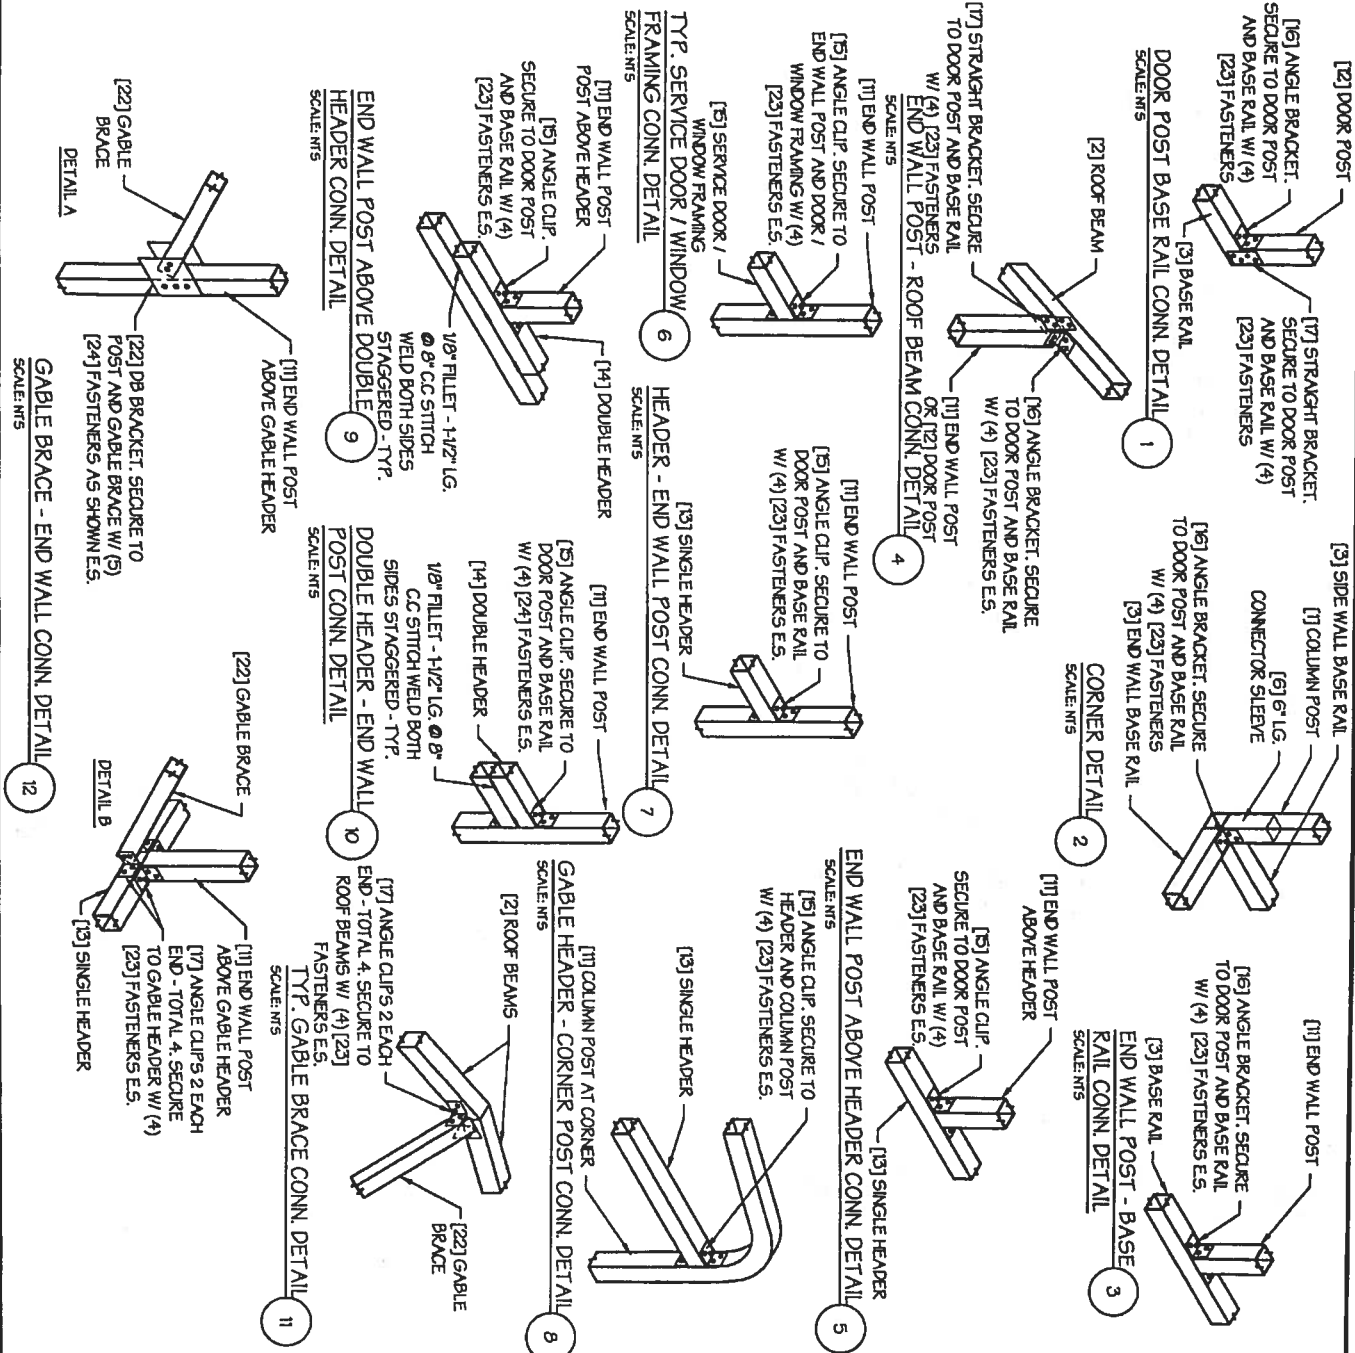 [12] DOOR POST
[16] ANGLE BRACKET.
SECURE TO DOOR POST
AND BASE RAIL W/ (4)
[23] FASTENERS
[3] BASE RAIL
[17] STRAIGHT BRACKET.
SECURE TO DOOR POST
AND BASE RAIL W/ (4)
[23] FASTENERS
DOOR POST BASE RAIL CONN. DETAIL
SCALE: NTS
1
[3] SIDE WALL BASE RAIL
[1] COLUMN POST
[6] 6" LG.
CONNECTOR SLEEVE
[16] ANGLE BRACKET. SECURE
TO DOOR POST AND BASE RAIL
W/ (4) [23] FASTENERS
[3] END WALL BASE RAIL
CORNER DETAIL
SCALE: NTS
2
[11] END WALL POST
[16] ANGLE BRACKET. SECURE
TO DOOR POST AND BASE RAIL
W/ (4) [23] FASTENERS E.S.
[3] BASE RAIL
END WALL POST - BASE
RAIL CONN. DETAIL
SCALE: NTS
3
[2] ROOF BEAM
[17] STRAIGHT BRACKET. SECURE
TO DOOR POST AND BASE RAIL
W/ (4) [23] FASTENERS
[16] ANGLE BRACKET. SECURE
TO DOOR POST AND BASE RAIL
W/ (4) [23] FASTENERS E.S.
[11] END WALL POST
OR [12] DOOR POST
END WALL POST - ROOF BEAM CONN. DETAIL
SCALE: NTS
4
[11] END WALL POST
ABOVE HEADER
[15] ANGLE CLIP.
SECURE TO DOOR POST
AND BASE RAIL W/ (4)
[23] FASTENERS E.S.
[13] SINGLE HEADER
END WALL POST ABOVE HEADER CONN. DETAIL
SCALE: NTS
5
[11] END WALL POST
[15] ANGLE CLIP. SECURE TO
END WALL POST AND DOOR /
WINDOW FRAMING W/ (4)
[23] FASTENERS E.S.
[15] SERVICE DOOR /
WINDOW FRAMING
TYP. SERVICE DOOR / WINDOW
FRAMING CONN. DETAIL
SCALE: NTS
6
[11] END WALL POST
[15] ANGLE CLIP. SECURE TO
DOOR POST AND BASE RAIL
W/ (4) [23] FASTENERS E.S.
[13] SINGLE HEADER
HEADER - END WALL POST CONN. DETAIL
SCALE: NTS
7
[15] ANGLE CLIP. SECURE TO
HEADER AND COLUMN POST
W/ (4) [23] FASTENERS E.S.
[13] SINGLE HEADER
[11] COLUMN POST AT CORNER
GABLE HEADER - CORNER POST CONN. DETAIL
SCALE: NTS
8
[11] END WALL POST
POST ABOVE HEADER
[15] ANGLE CLIP.
SECURE TO DOOR POST
AND BASE RAIL W/ (4)
[23] FASTENERS E.S.
[14] DOUBLE HEADER
1/8" FILLET - 1-1/2" LG.
@ 8" C.C STITCH
WELD BOTH SIDES
STAGGERED - TYP.
END WALL POST ABOVE DOUBLE
HEADER CONN. DETAIL
SCALE: NTS
9
[11] END WALL POST
[15] ANGLE CLIP. SECURE TO
DOOR POST AND BASE RAIL
W/ (4) [24] FASTENERS E.S.
[14] DOUBLE HEADER
1/8" FILLET - 1-1/2" LG. @ 8"
C.C STITCH WELD BOTH
SIDES STAGGERED - TYP.
DOUBLE HEADER - END WALL
POST CONN. DETAIL
SCALE: NTS
10
[2] ROOF BEAMS
[17] ANGLE CLIPS 2 EACH
END - TOTAL 4. SECURE TO
ROOF BEAMS W/ (4) [23]
FASTENERS E.S.
[22] GABLE
BRACE
TYP. GABLE BRACE CONN. DETAIL
SCALE: NTS
11
[22] GABLE
BRACE
[11] END WALL POST
ABOVE GABLE HEADER
[22] DB BRACKET. SECURE TO
POST AND GABLE BRACE W/ (5)
[24] FASTENERS AS SHOWN E.S.
DETAIL A
[22] GABLE BRACE
[11] END WALL POST
ABOVE GABLE HEADER
[17] ANGLE CLIPS 2 EACH
END - TOTAL 4. SECURE
TO GABLE HEADER W/ (4)
[23] FASTENERS E.S.
[13] SINGLE HEADER
DETAIL B
GABLE BRACE - END WALL CONN. DETAIL
SCALE: NTS
12